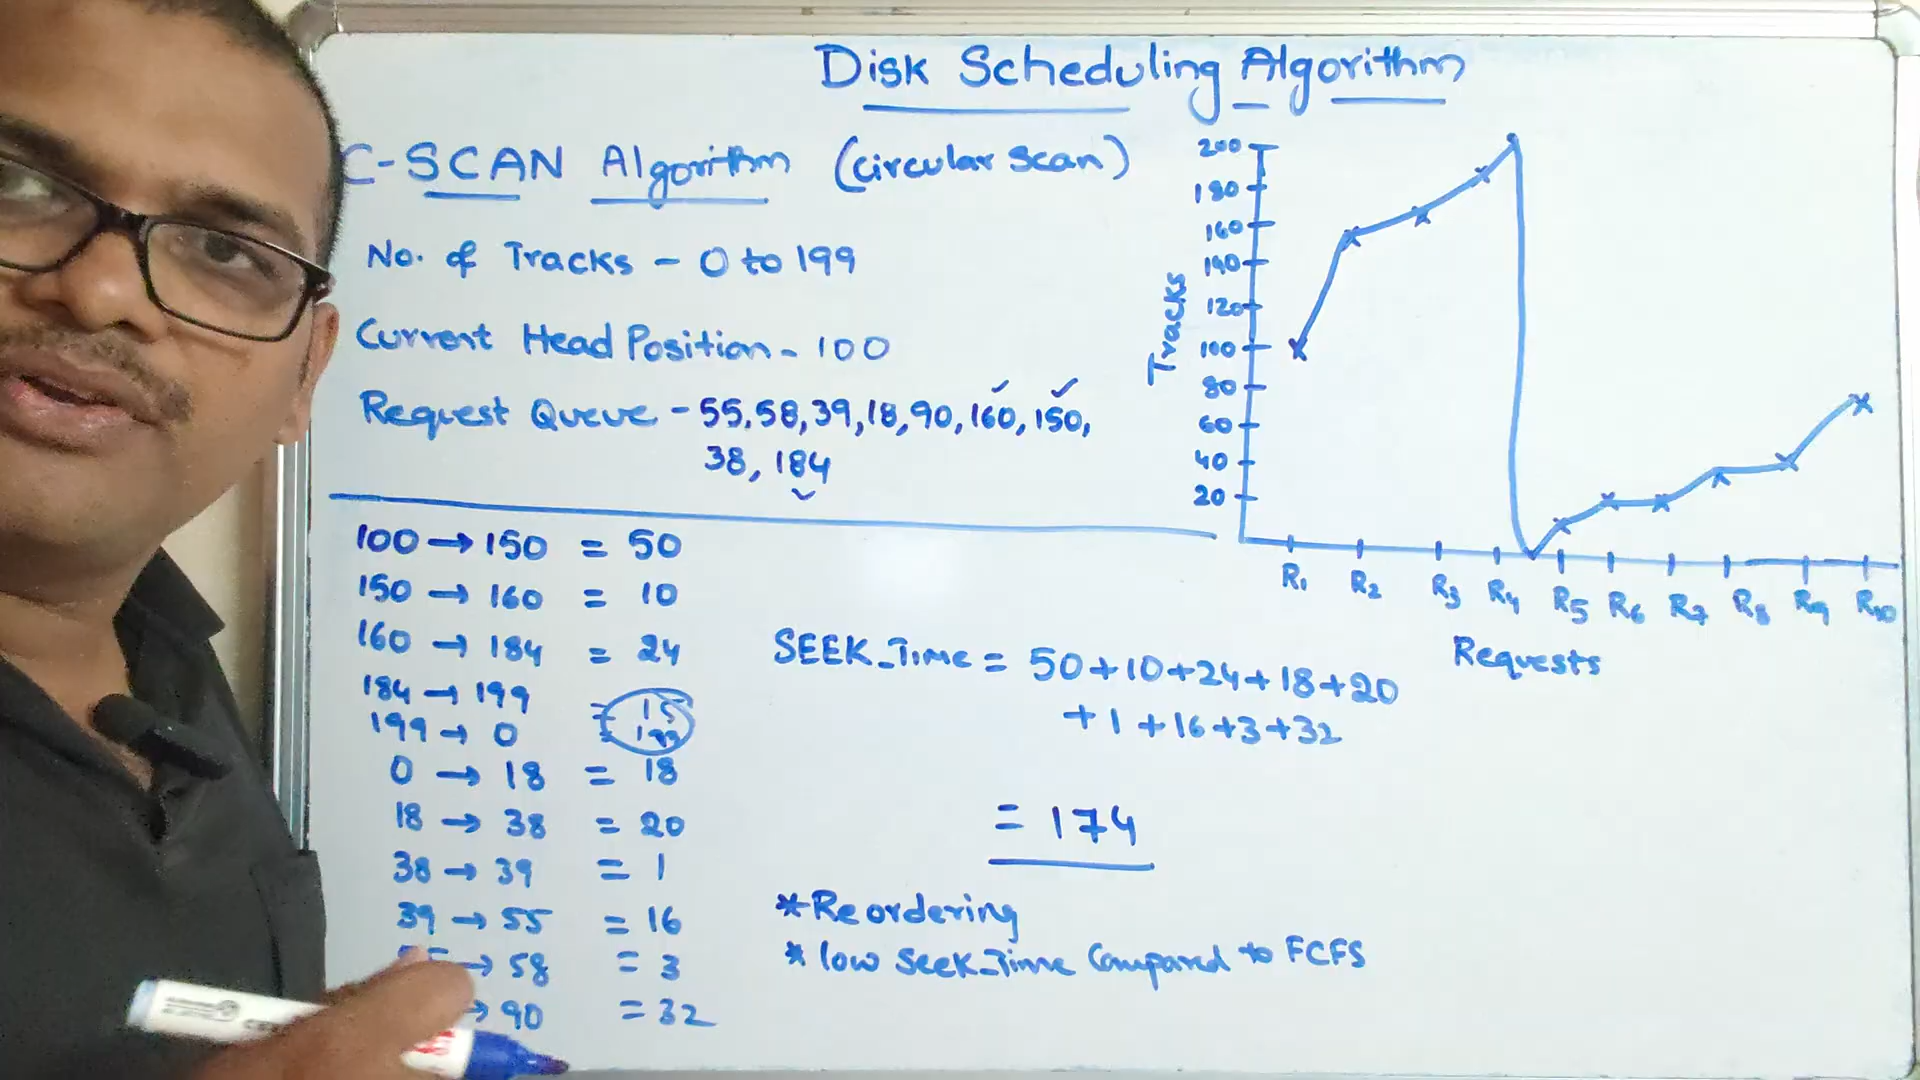 Disk Scheduling Algorithm
C-SCAN Algorithm (circular scan)
No. of Tracks - 0 to 199
Current Head Position - 100
Request Queue - 55,58,39,18,90,160,150,
38, 184
100 → 150 = 50
150 → 160 = 10
160 → 184 = 24
184 → 199 = 15
199 → 0 = 199
0 → 18 = 18
18 → 38 = 20
38 → 39 = 1
39 → 55 = 16
→ 58 = 3
→ 90 = 32
SEEK_Time = 50+10+24+18+20
+1+16+3+32
= 174
*Reordering
* low seek_Time Compared to FCFS
Tracks
200
180
160
140
120
100
80
60
40
20
R1 R2 R3 R4 R5 R6 R7 R8 R9 R10
Requests